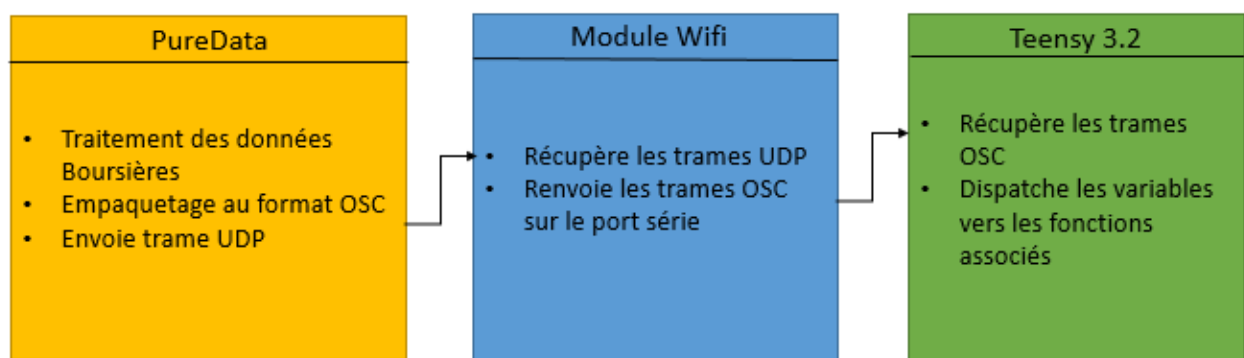 PureData
• Traitement des données
Boursières
• Empaquetage au format OSC
• Envoie trame UDP
Module Wifi
• Récupère les trames UDP
• Renvoie les trames OSC
sur le port série
Teensy 3.2
• Récupère les trames
OSC
• Dispatche les variables
vers les fonctions
associés